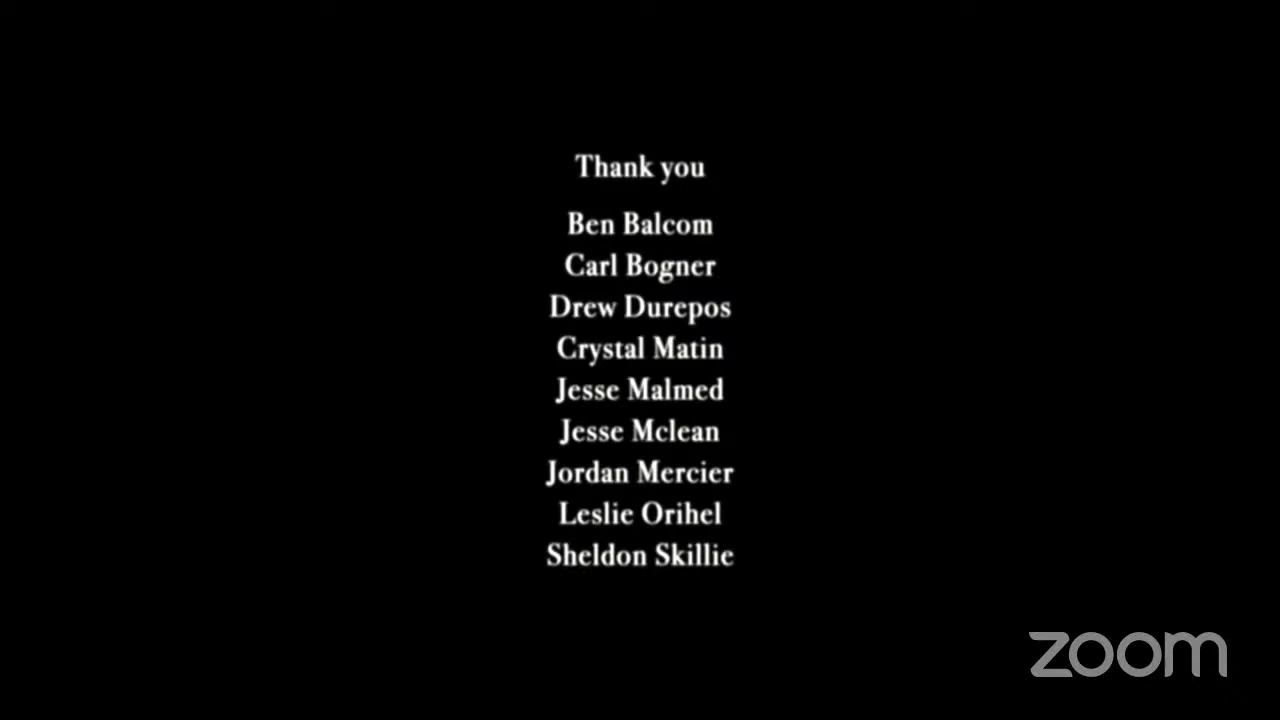 Thank you
Ben Balcom
Carl Bogner
Drew Durepos
Crystal Matin
Jesse Malmed
Jesse Mclean
Jordan Mercier
Leslie Orihel
Sheldon Skillie
zoom